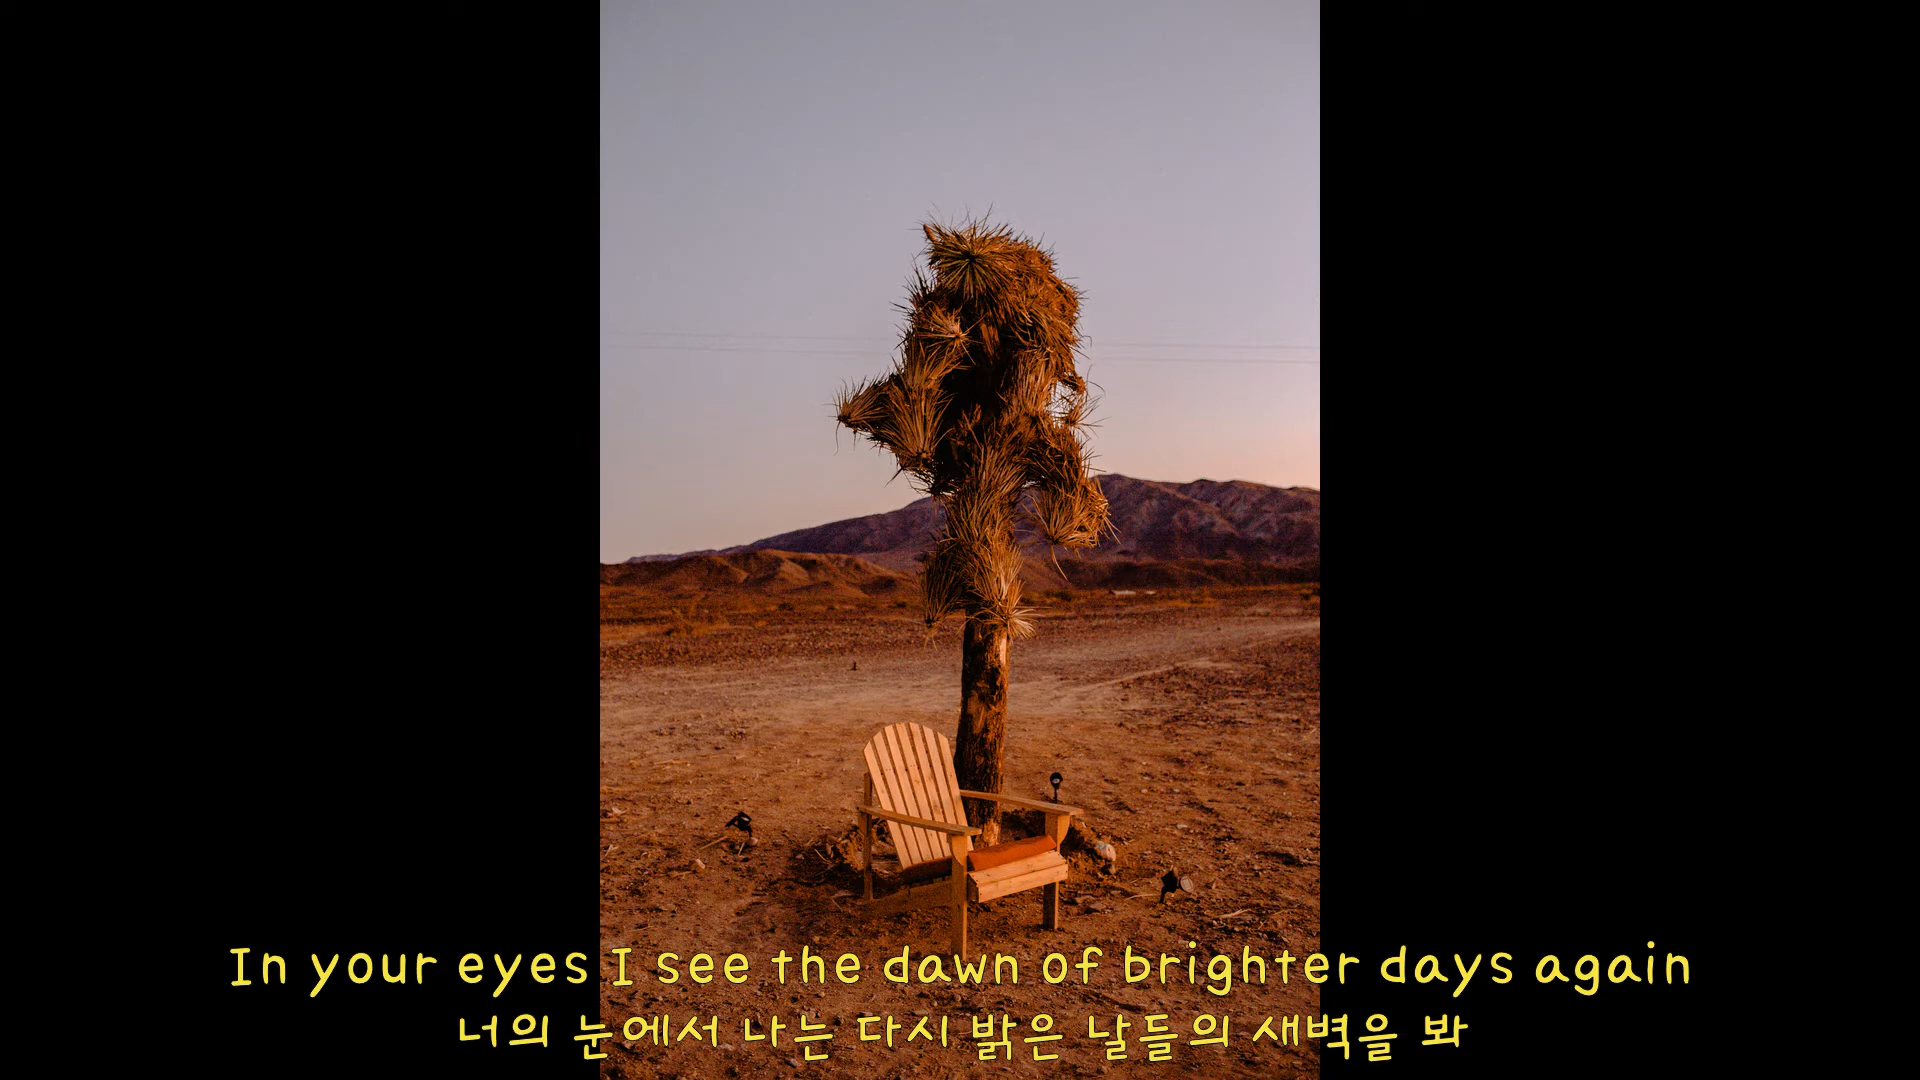 In your eyes I see the dawn of brighter days again
너의 눈에서 나는 다시 밝은 날들의 새벽을 봐